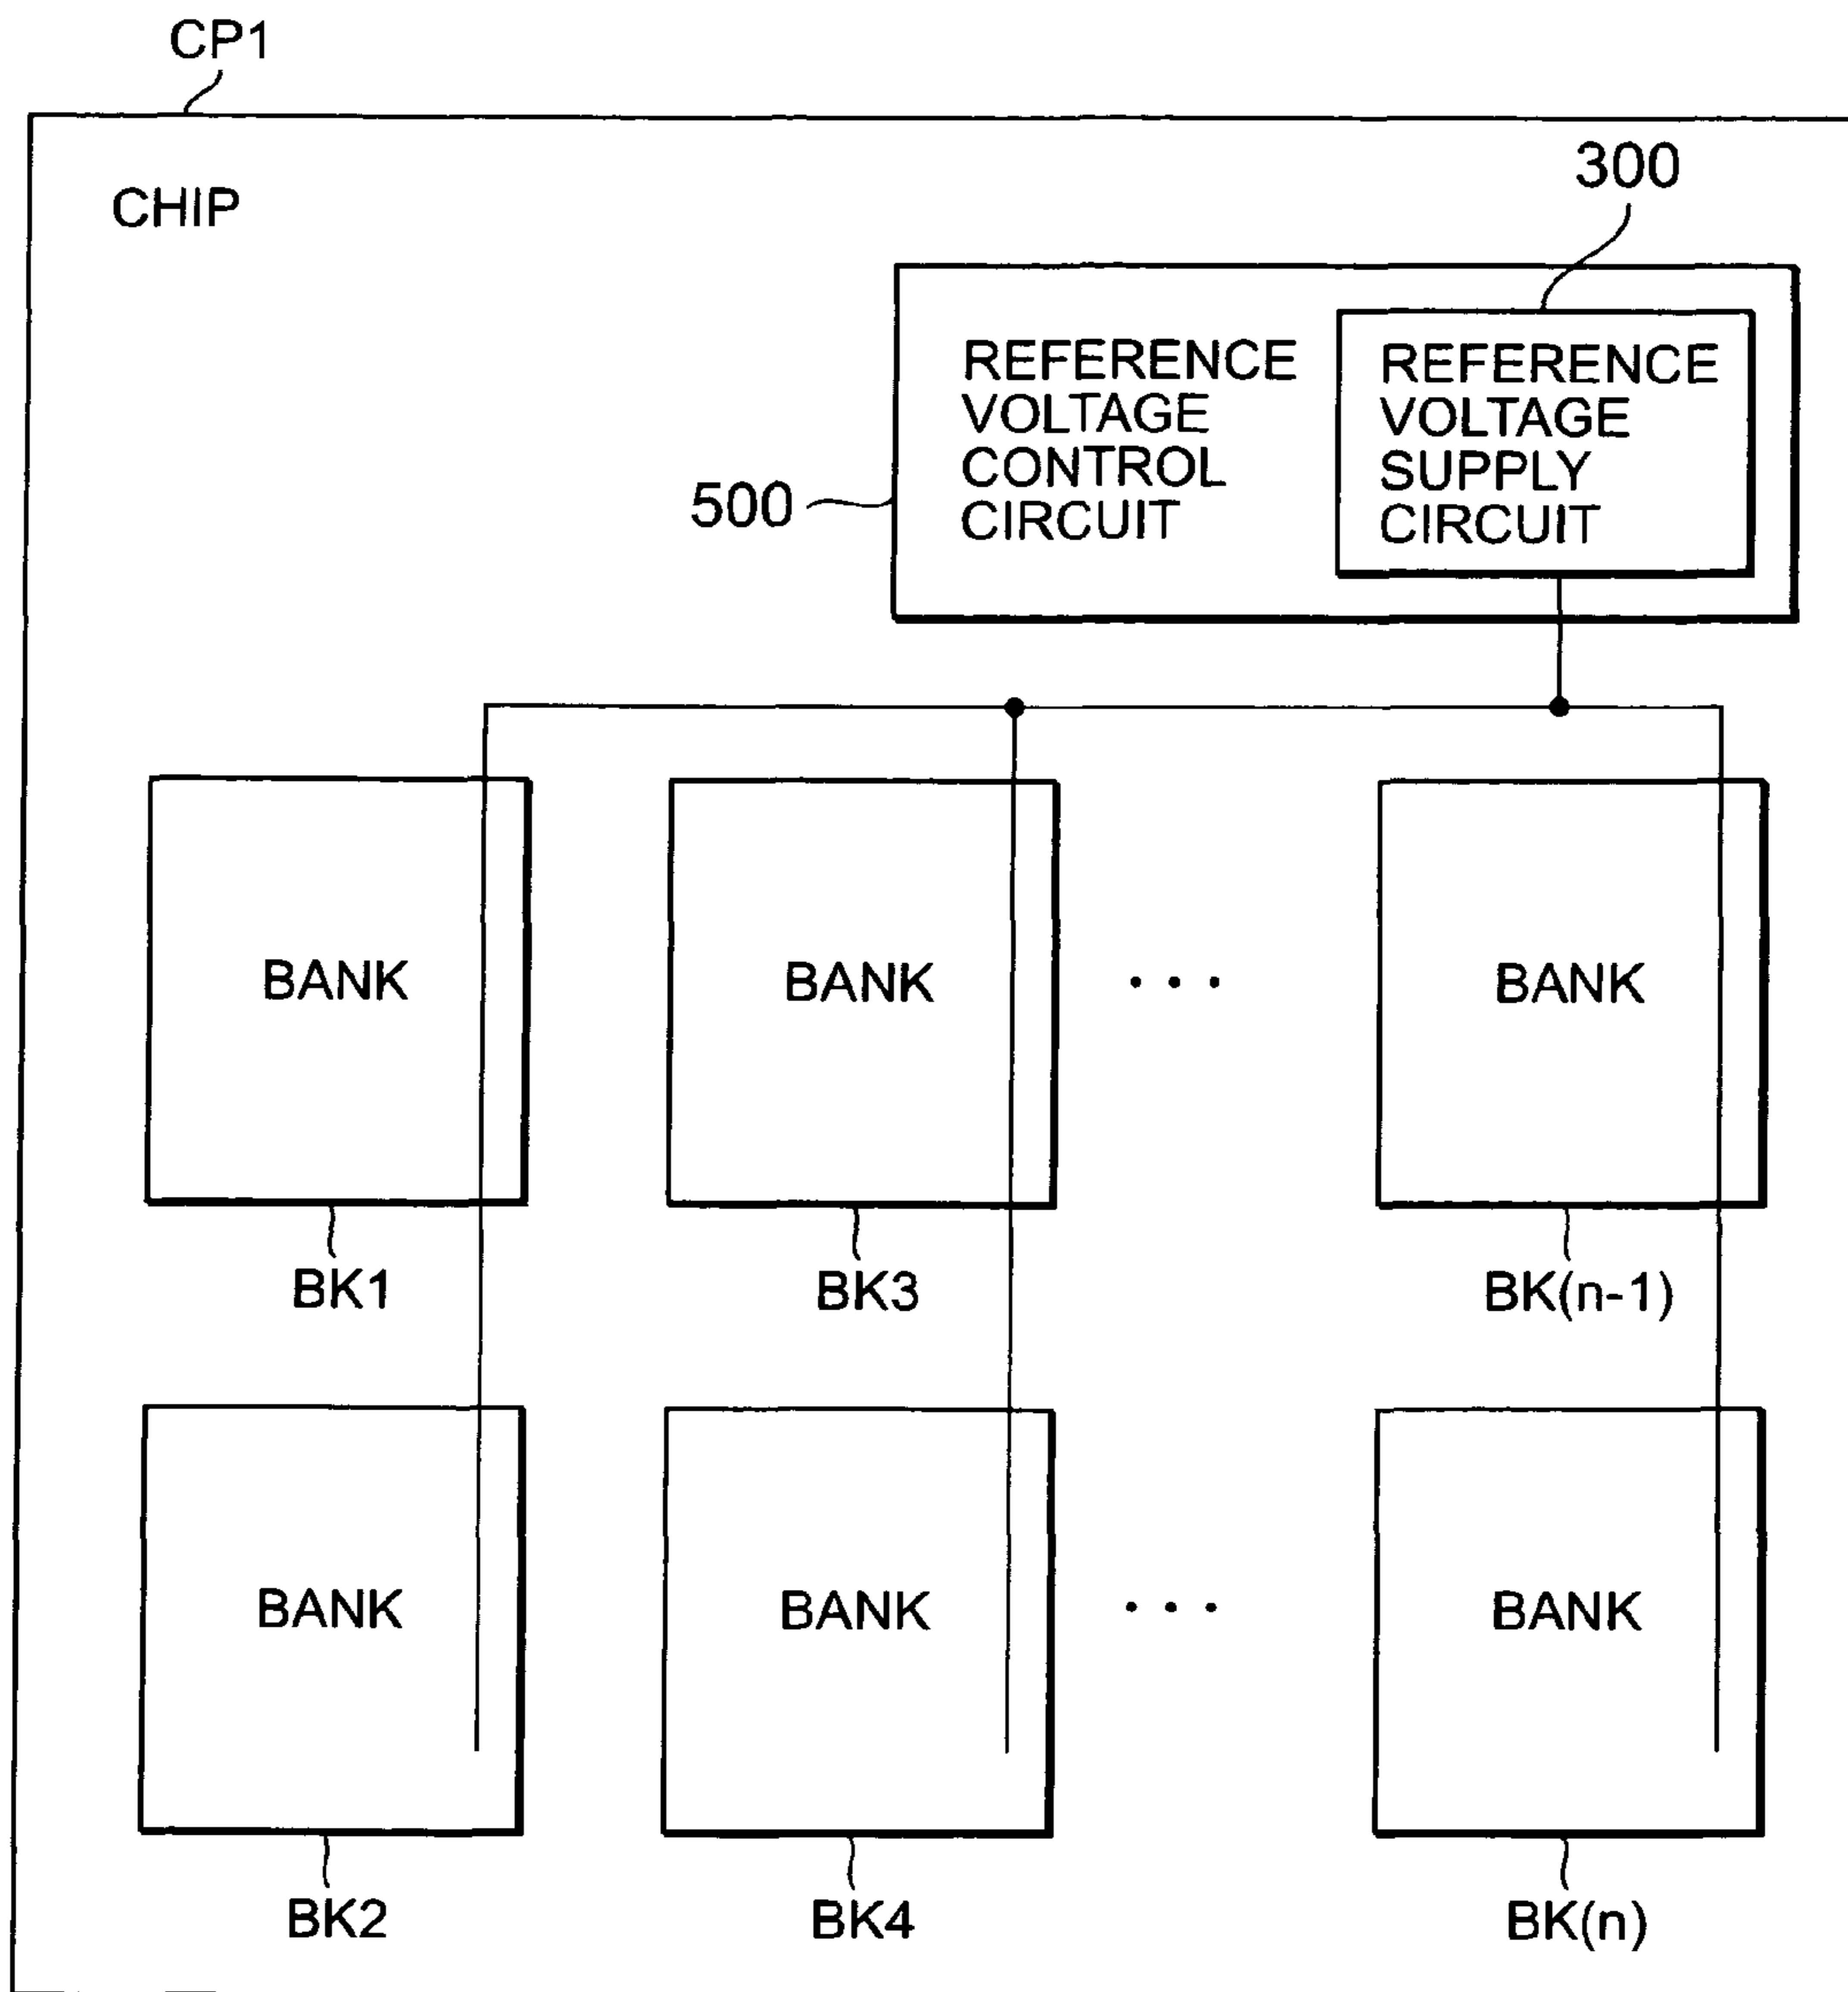 CP1
CHIP
300
500
REFERENCE
VOLTAGE
CONTROL
CIRCUIT
REFERENCE
VOLTAGE
SUPPLY
CIRCUIT
BANK
BANK
• • •
BANK
BK1
BK3
BK(n-1)
BANK
BANK
• • •
BANK
BK2
BK4
BK(n)